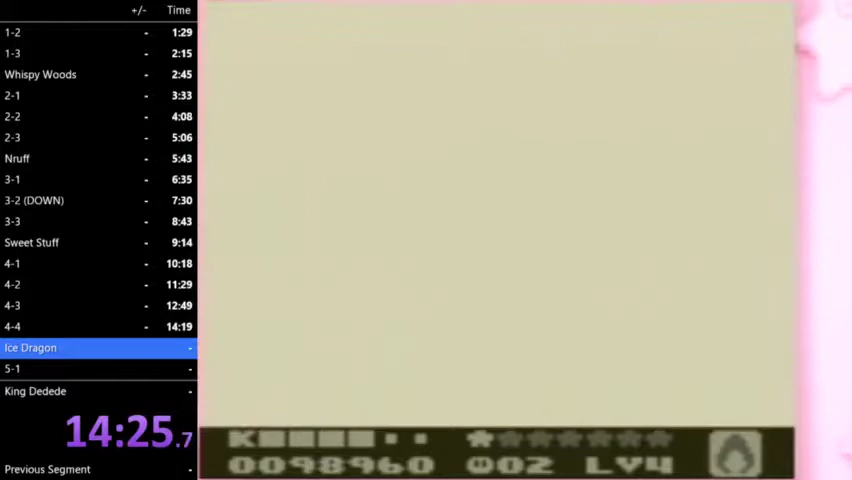 +/- Time
1-2 - 1:29
1-3 - 2:15
Whispy Woods - 2:45
2-1 - 3:33
2-2 - 4:08
2-3 - 5:06
Nruff - 5:43
3-1 - 6:35
3-2 (DOWN) - 7:30
3-3 - 8:43
Sweet Stuff - 9:14
4-1 - 10:18
4-2 - 11:29
4-3 - 12:49
4-4 - 14:19
Ice Dragon -
5-1 -
King Dedede -
14:25.7
Previous Segment -
K
0098960 02 LV4